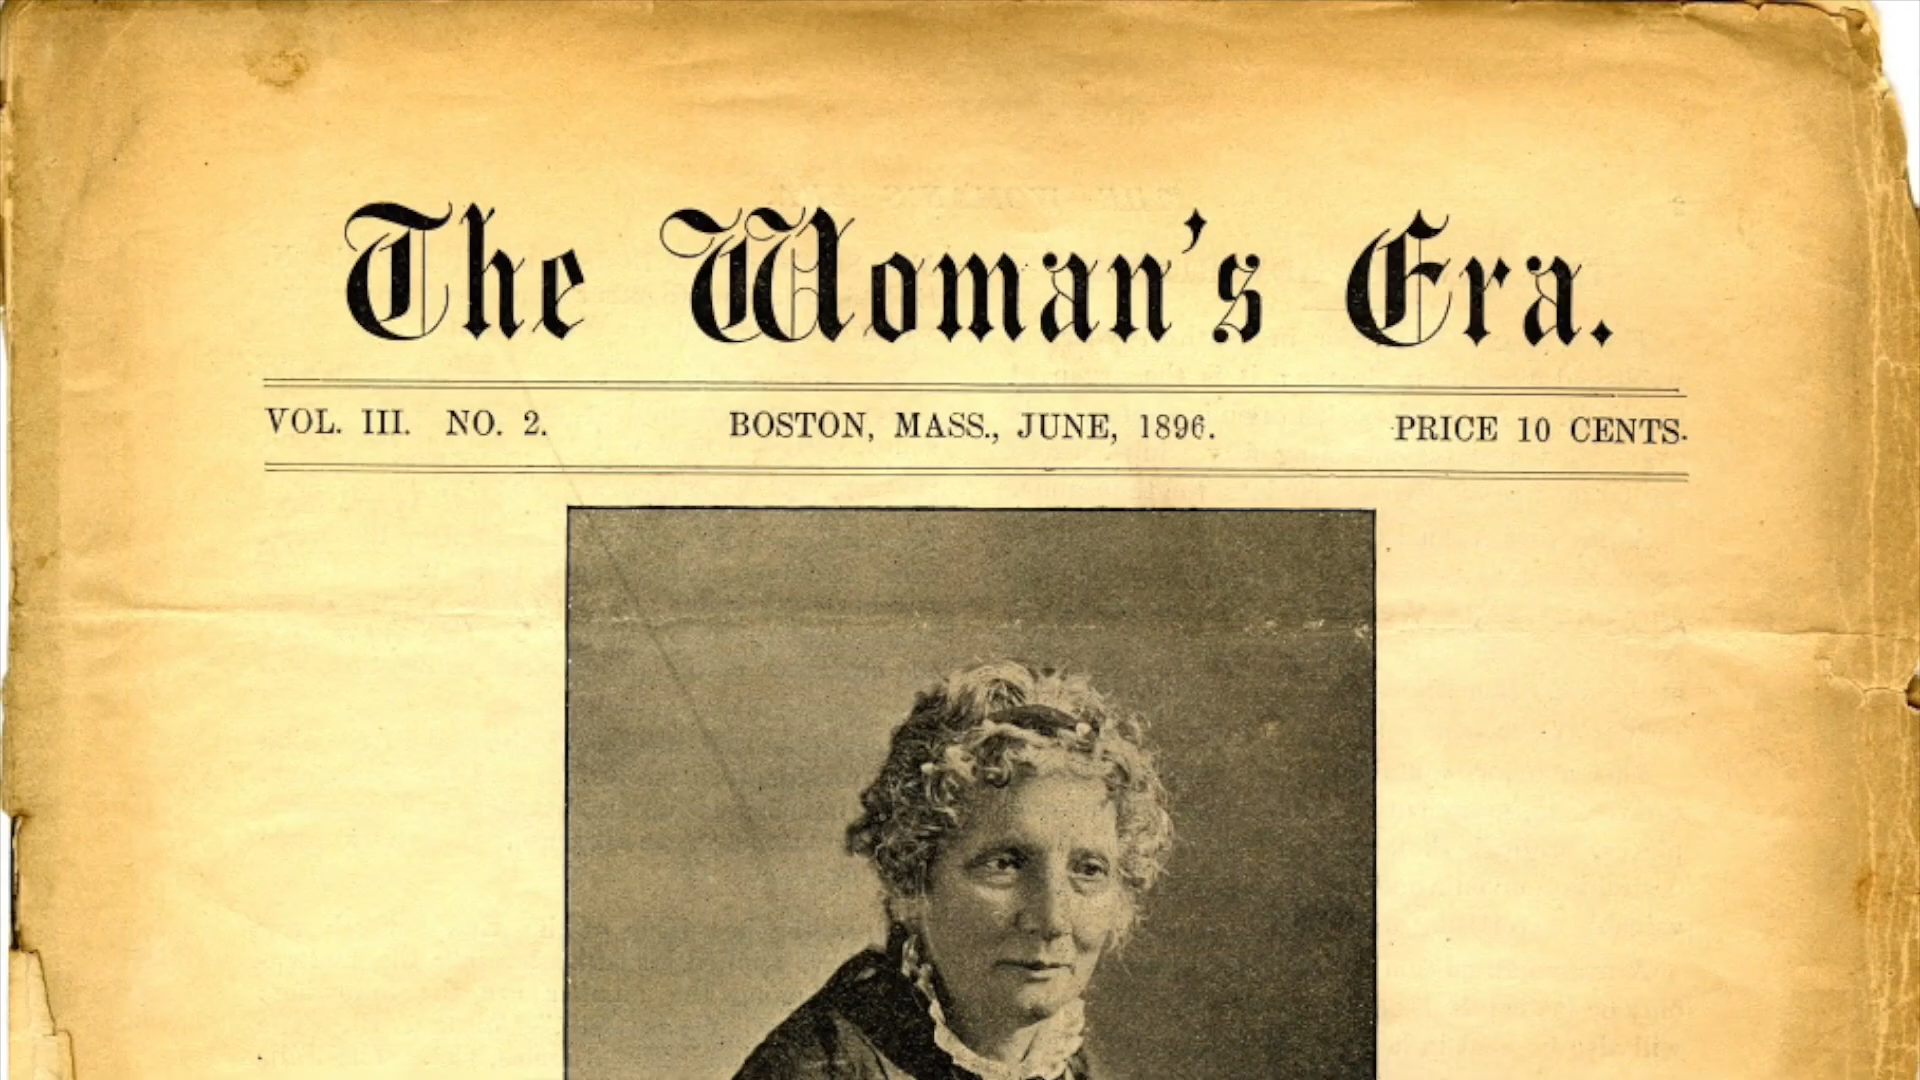 The Woman's Era.
VOL. III. NO. 2. BOSTON, MASS., JUNE, 1896. PRICE 10 CENTS.